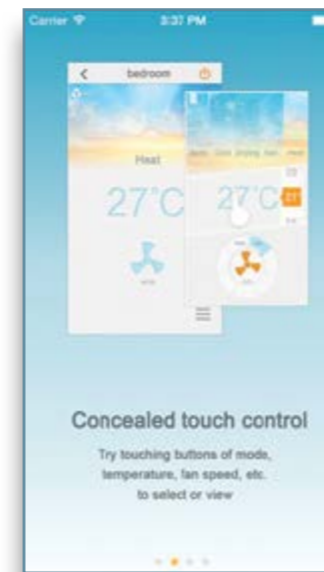 Carrier 3:37 PM
bedroom
Heat
27°C
27°C
27
Concealed touch control
Try touching buttons of mode,
temperature, fan speed, etc.
to select or view